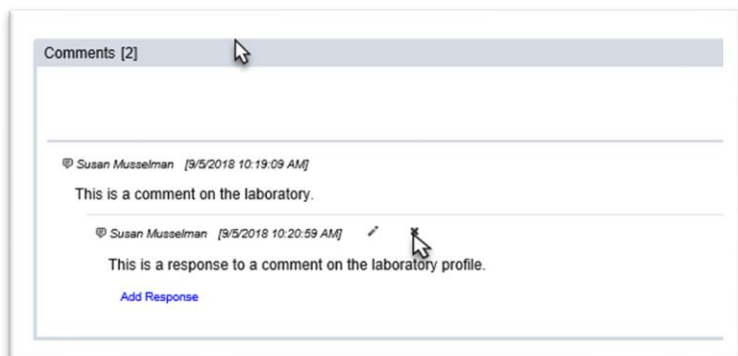 Comments [2]
Susan Musselman [9/5/2018 10:19:09 AM]
This is a comment on the laboratory.
Susan Musselman [9/5/2018 10:20:59 AM]
This is a response to a comment on the laboratory profile.
Add Response